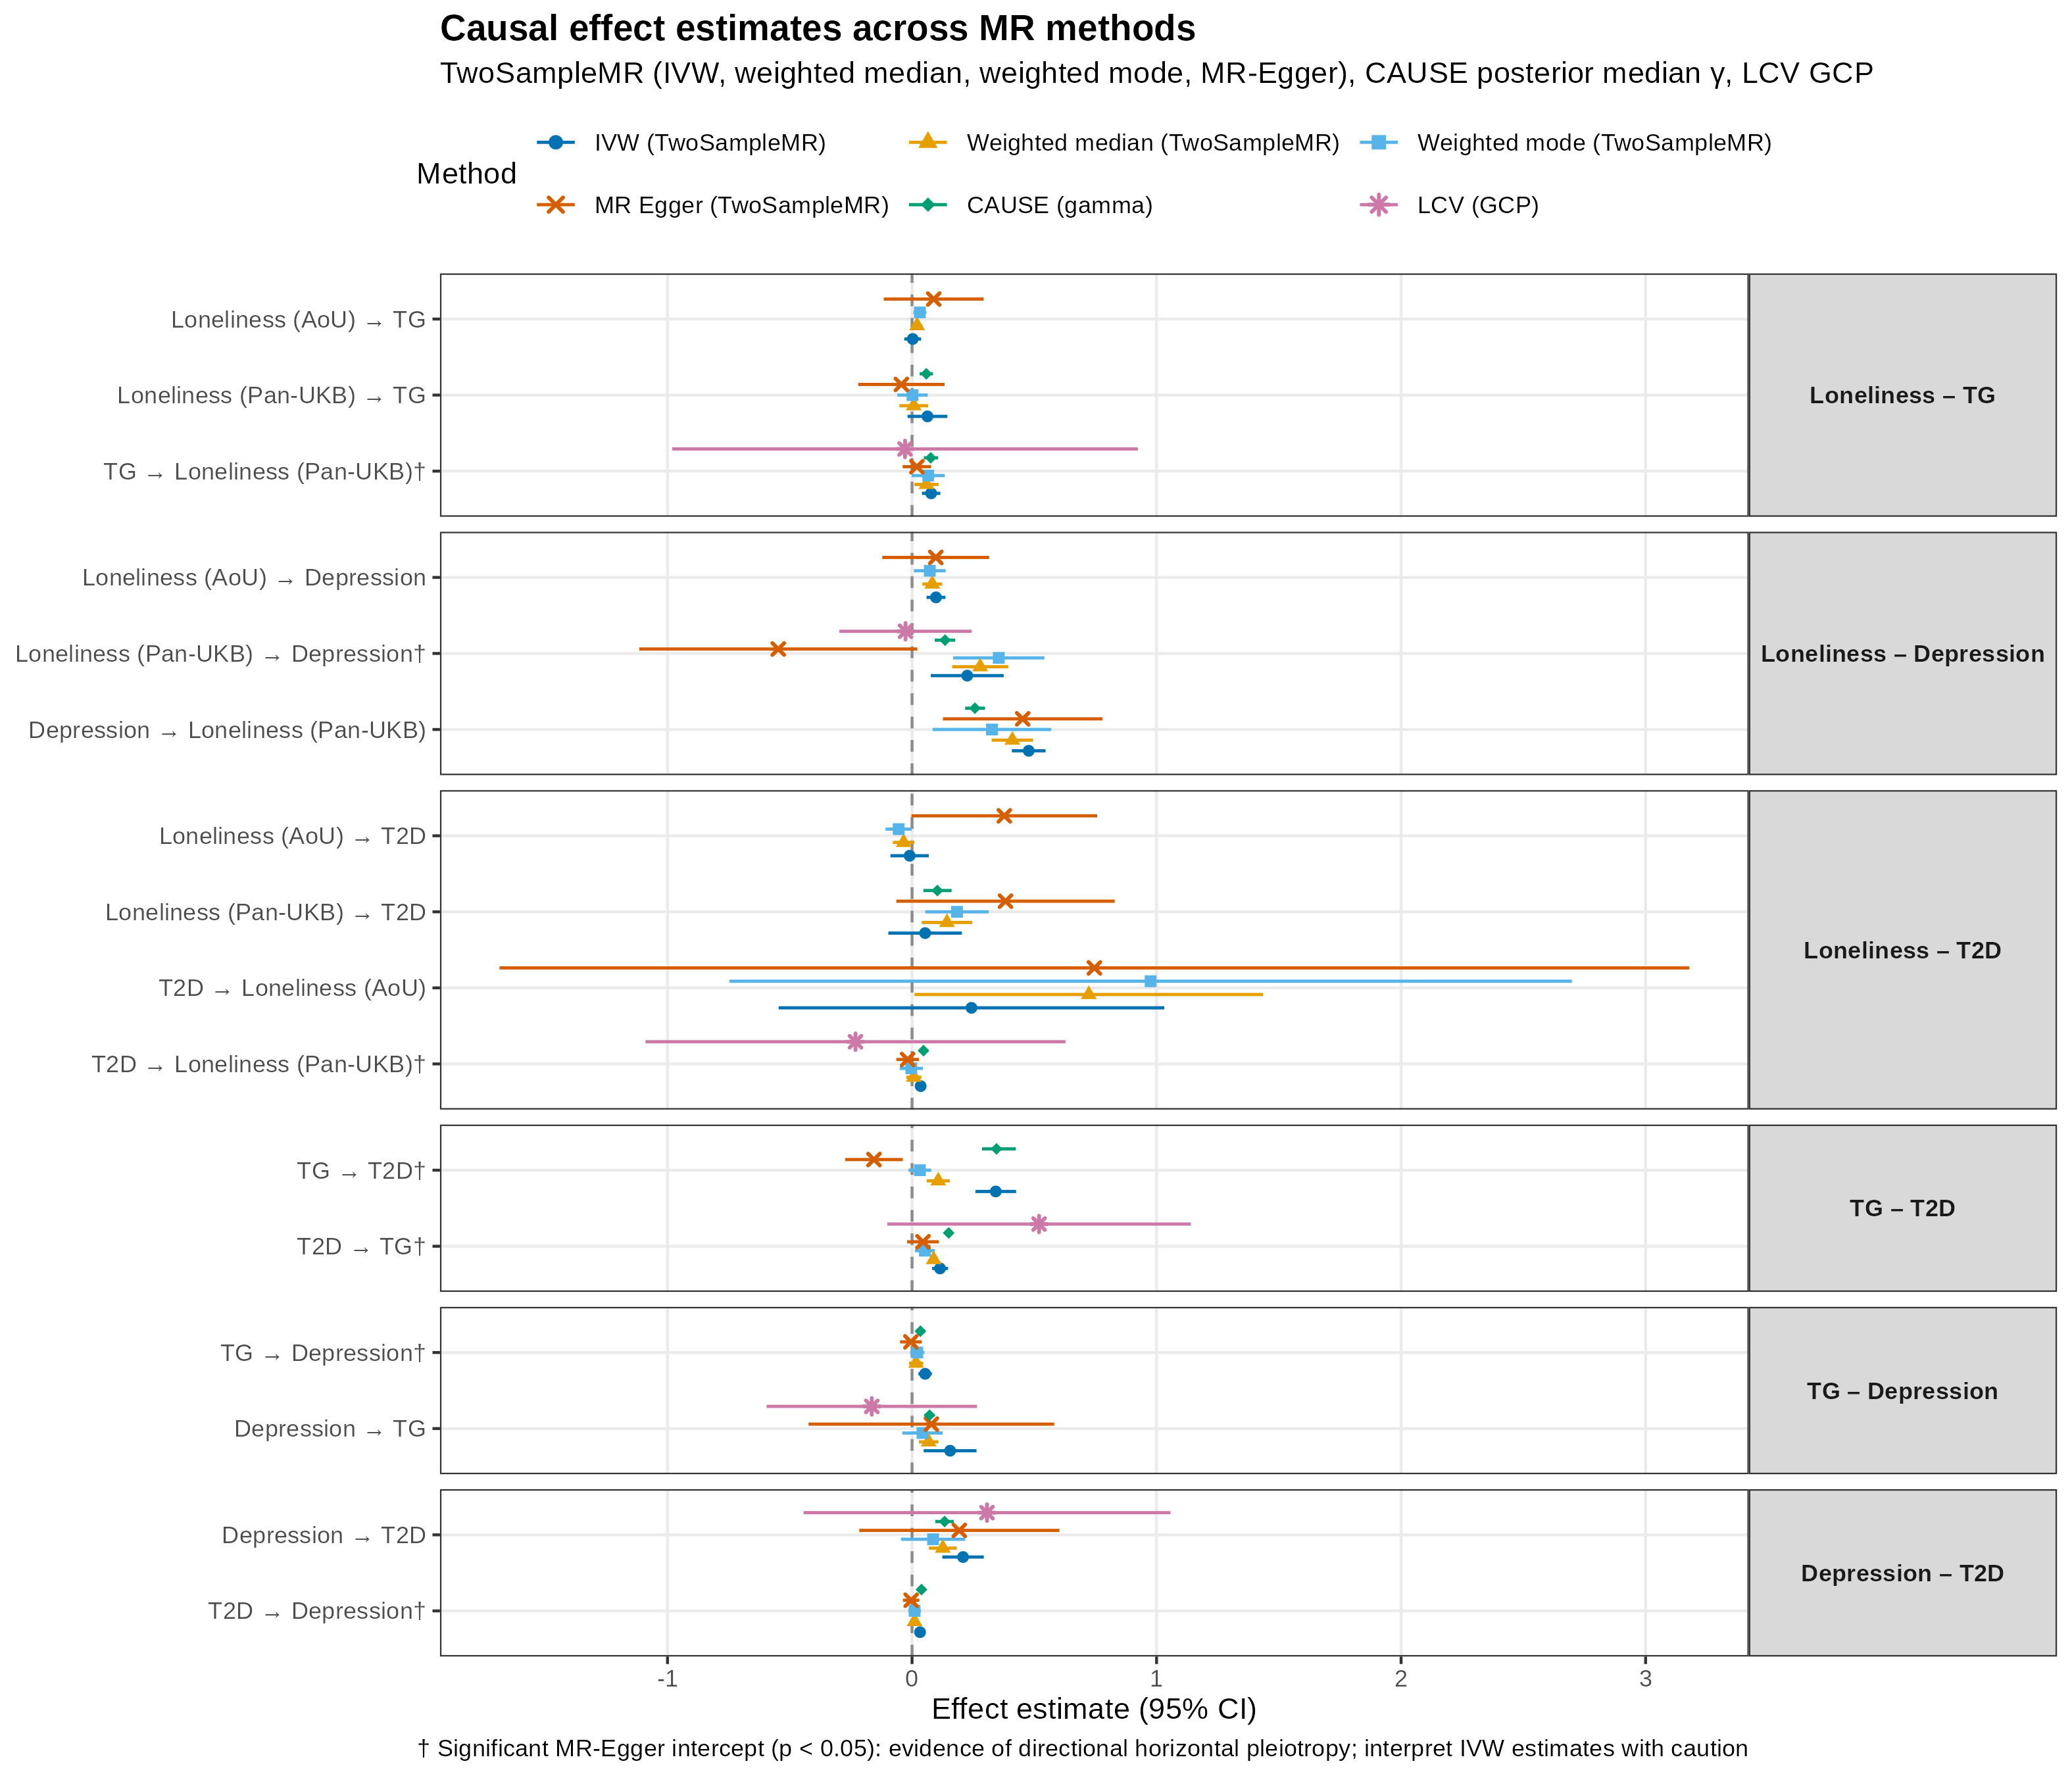 Causal effect estimates across MR methods
TwoSampleMR (IVW, weighted median, weighted mode, MR-Egger), CAUSE posterior median γ, LCV GCP
Method
IVW (TwoSampleMR)
Weighted median (TwoSampleMR)
Weighted mode (TwoSampleMR)
MR Egger (TwoSampleMR)
CAUSE (gamma)
LCV (GCP)
Loneliness (AoU) → TG
Loneliness (Pan-UKB) → TG
TG → Loneliness (Pan-UKB)†
Loneliness – TG
Loneliness (AoU) → Depression
Loneliness (Pan-UKB) → Depression†
Depression → Loneliness (Pan-UKB)
Loneliness – Depression
Loneliness (AoU) → T2D
Loneliness (Pan-UKB) → T2D
T2D → Loneliness (AoU)
T2D → Loneliness (Pan-UKB)†
Loneliness – T2D
TG → T2D†
T2D → TG†
TG – T2D
TG → Depression†
Depression → TG
TG – Depression
Depression → T2D
T2D → Depression†
Depression – T2D
-1 0 1 2 3
Effect estimate (95% CI)
† Significant MR-Egger intercept (p < 0.05): evidence of directional horizontal pleiotropy; interpret IVW estimates with caution